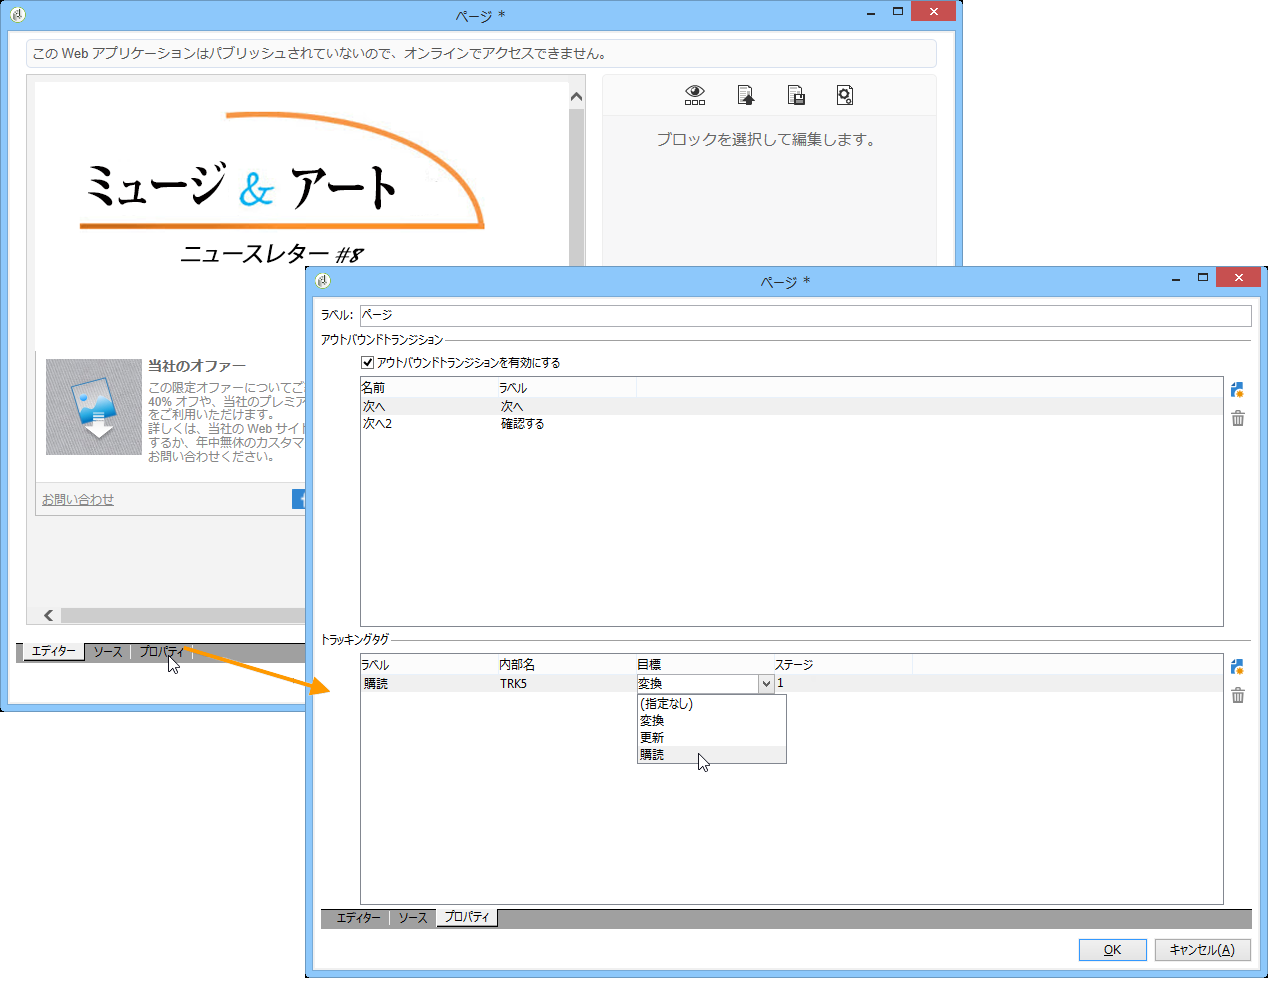 ページ *
この Web アプリケーションはパブリッシュされていないので、オンラインでアクセスできません。
ミュージ & アート
ニュースレター #8
ブロックを選択して編集します。
当社のオファー
この限定オファーについてご
40% オフや、当社のプレミア
をご利用いただけます。
詳しくは、当社の Web サイト
するか、年中無休のカスタマ
お問い合わせください。
お問い合わせ
エディター ソース プロパティ
ページ *
ラベル: ページ
アウトバウンドトランジション
アウトバウンドトランジションを有効にする
名前 ラベル
次へ 次へ
次へ2 確認する
トラッキングタグ
ラベル 内部名 目標 ステージ
購読 TRK5 変換 1
(指定なし)
変換
更新
購読
エディター ソース プロパティ
OK キャンセル(A)